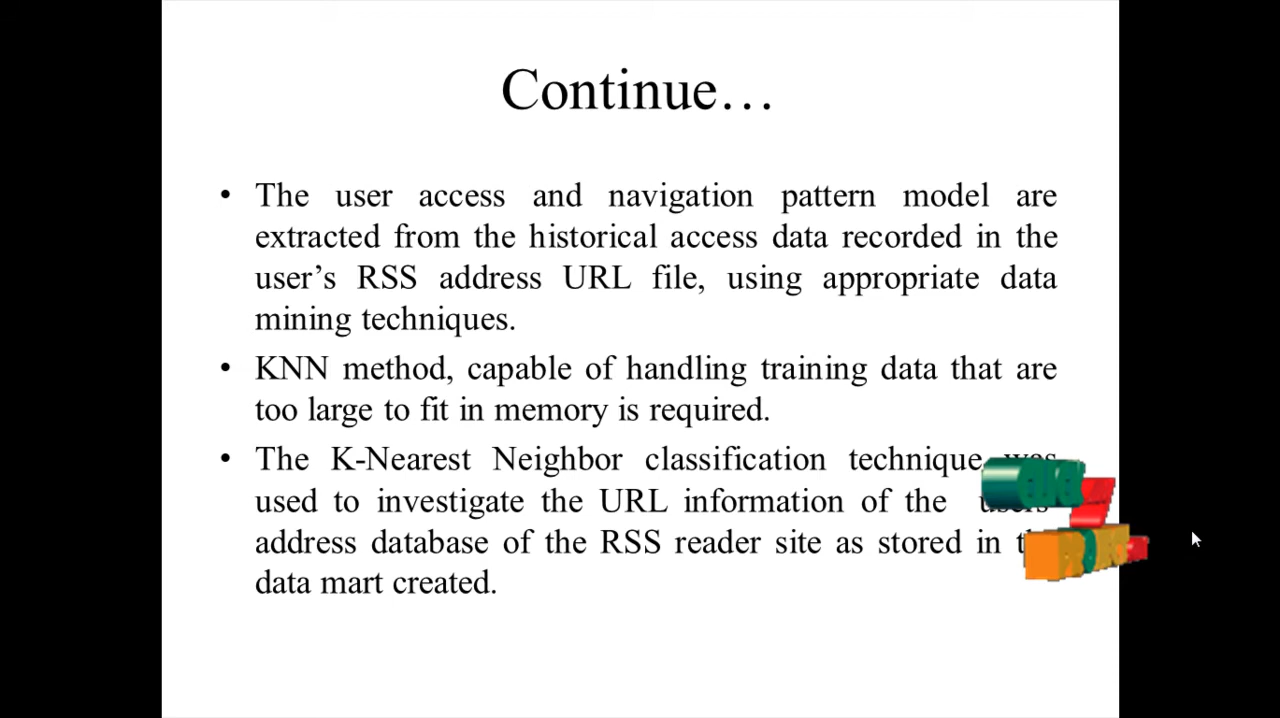 Continue…
• The user access and navigation pattern model are
extracted from the historical access data recorded in the
user’s RSS address URL file, using appropriate data
mining techniques.
• KNN method, capable of handling training data that are
too large to fit in memory is required.
• The K-Nearest Neighbor classification technique was
used to investigate the URL information of the users'
address database of the RSS reader site as stored in the
data mart created.